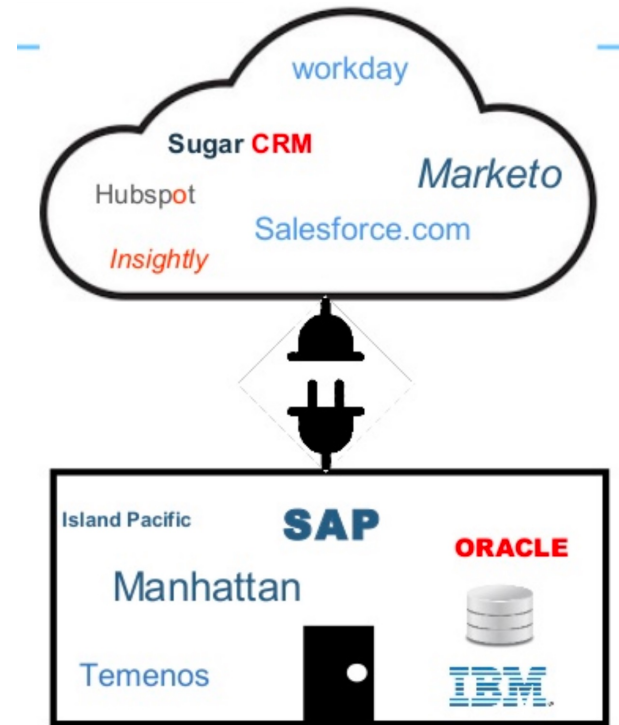 workday
Sugar CRM
Marketo
Hubspot
Salesforce.com
Insightly
Island Pacific
SAP
ORACLE
Manhattan
Temenos
IBM